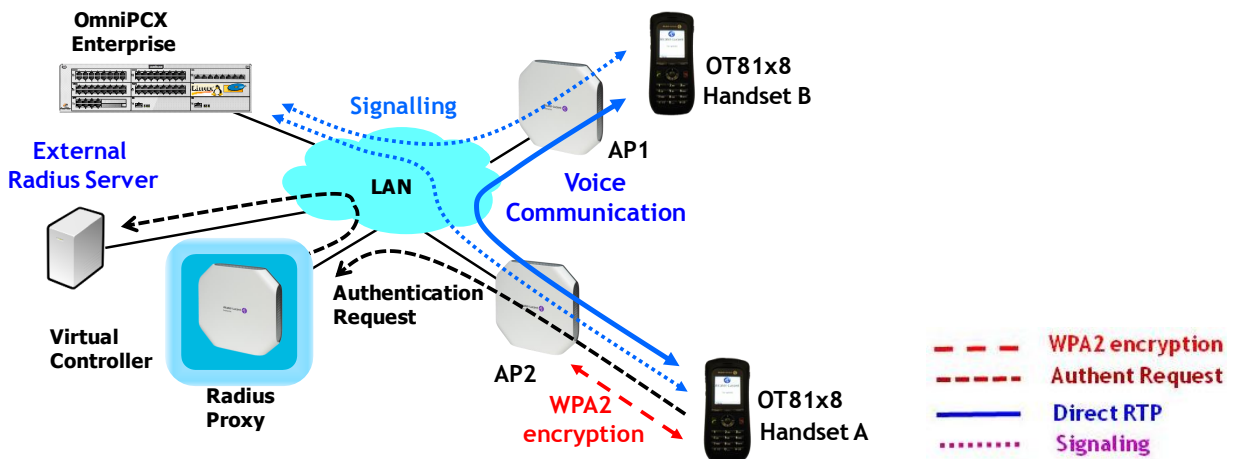 OmniPCX
Enterprise
Signalling
OT81x8
Handset B
AP1
External
Radius Server
LAN
Voice
Communication
Authentication
Request
Virtual
Controller
Radius
Proxy
AP2
WPA2
encryption
OT81x8
Handset A
WPA2 encryption
Authent Request
Direct RTP
Signaling